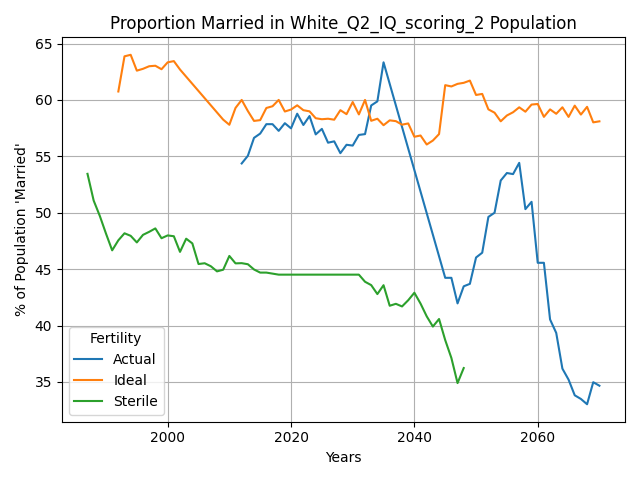 Proportion Married in White_Q2_IQ_scoring_2 Population
% of Population 'Married'
65
60
55
50
45
40
35
Fertility
Actual
Ideal
Sterile
2000
2020
2040
2060
Years